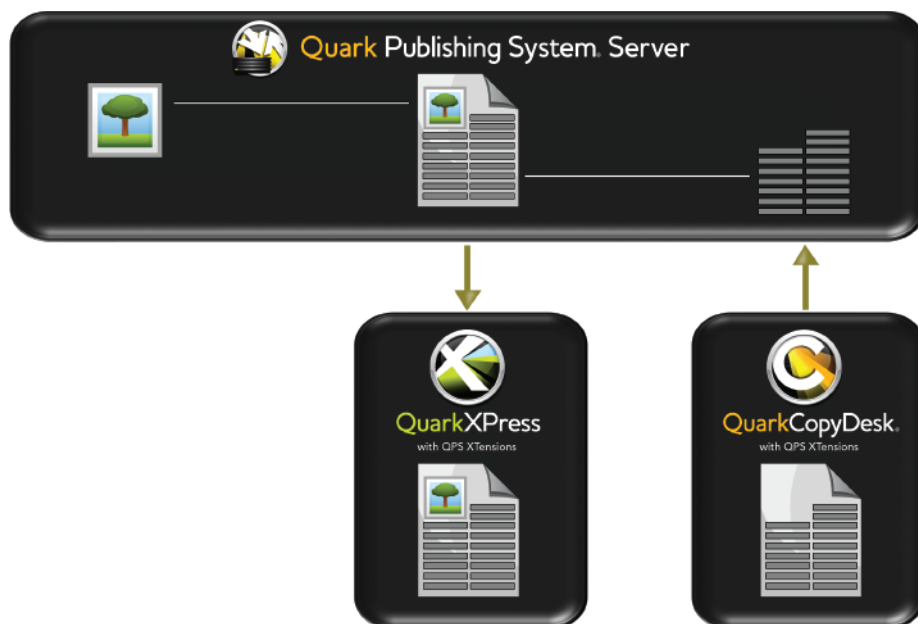 Quark Publishing System® Server
QuarkXPress
with QPS XTensions
QuarkCopyDesk®
with QPS XTensions